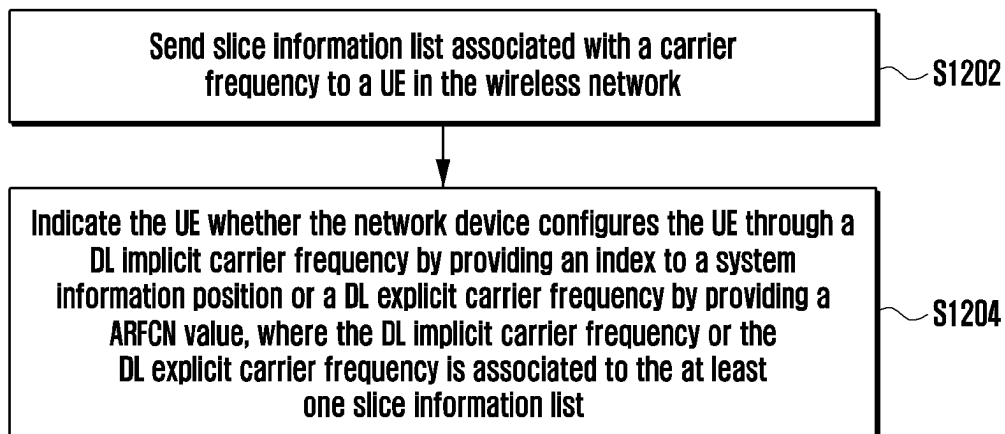 Send slice information list associated with a carrier
frequency to a UE in the wireless network
S1202
Indicate the UE whether the network device configures the UE through a
DL implicit carrier frequency by providing an index to a system
information position or a DL explicit carrier frequency by providing a
ARFCN value, where the DL implicit carrier frequency or the
DL explicit carrier frequency is associated to the at least
one slice information list
S1204